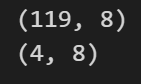 (119, 8)
(4, 8)